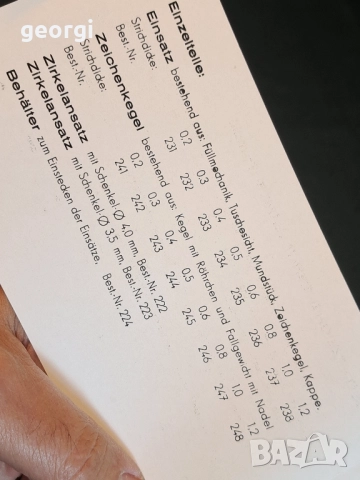 georgi
Einzelteile:
Einsatz bestehend aus: Füllmechanik, Tuschesicht, Mundstück, Zeichenkegel, Kappe.
Strichdicke: 0,2 0,3 0,4 0,5 0,6 0,8 1,0 1,2
Best.-Nr. 231 232 233 234 235 236 237 238
Zeichenkegel bestehend aus: Kegel mit Röhrchen und Fallgewicht mit Nadel
Strichdicke: 0,2 0,3 0,4 0,5 0,6 0,8 1,0 1,2
Best.-Nr. 241 242 243 244 245 246 247 248
Zirkelansatz mit Schenkel-Ø 4,0 mm, Best.-Nr. 222
Zirkelansatz mit Schenkel-Ø 3,5 mm, Best.-Nr. 223
Behälter zum Einstecken der Einsätze. Best.-Nr. 224
BAZAR